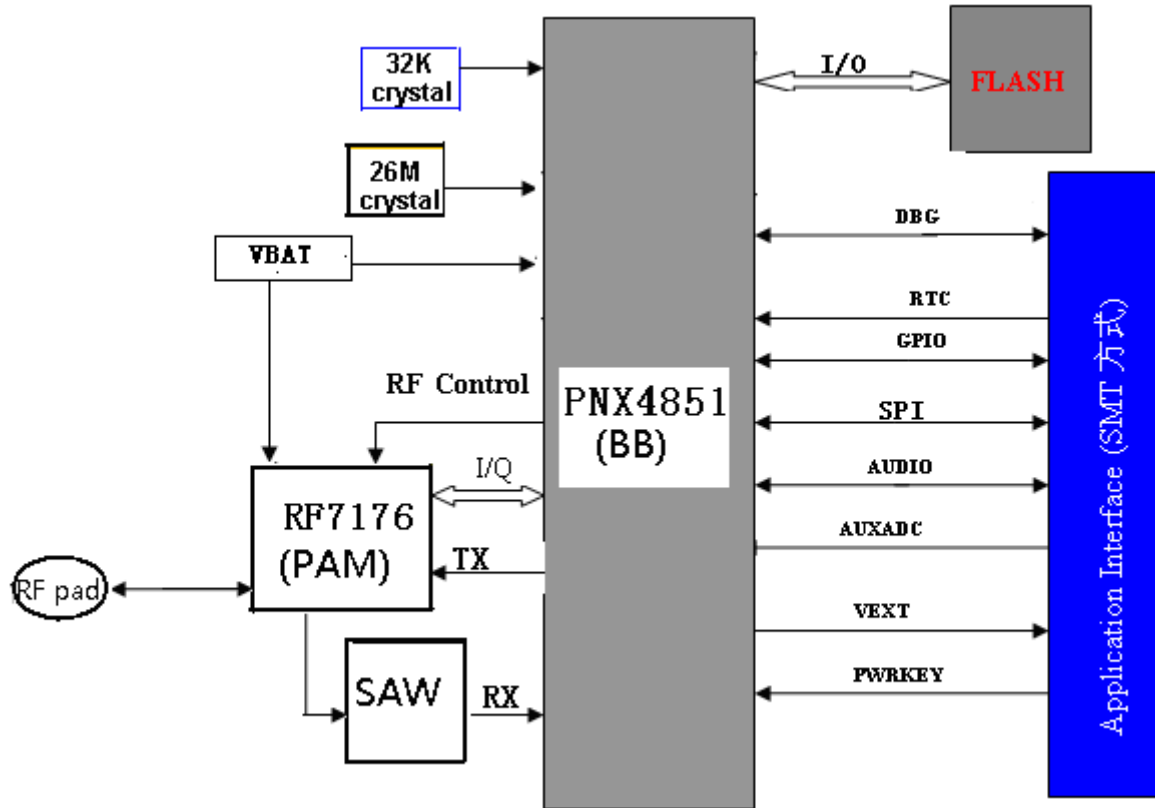 32K
crystal
I/O
FLASH
26M
crystal
DBG
VBAT
RTC
GPIO
RF Control
PNX4851
(BB)
SPI
I/Q
AUDIO
RF7176
(PAM)
AUXADC
TX
RF pad
VEXT
SAW
RX
PWRKEY
Application Interface (SMT 方式)